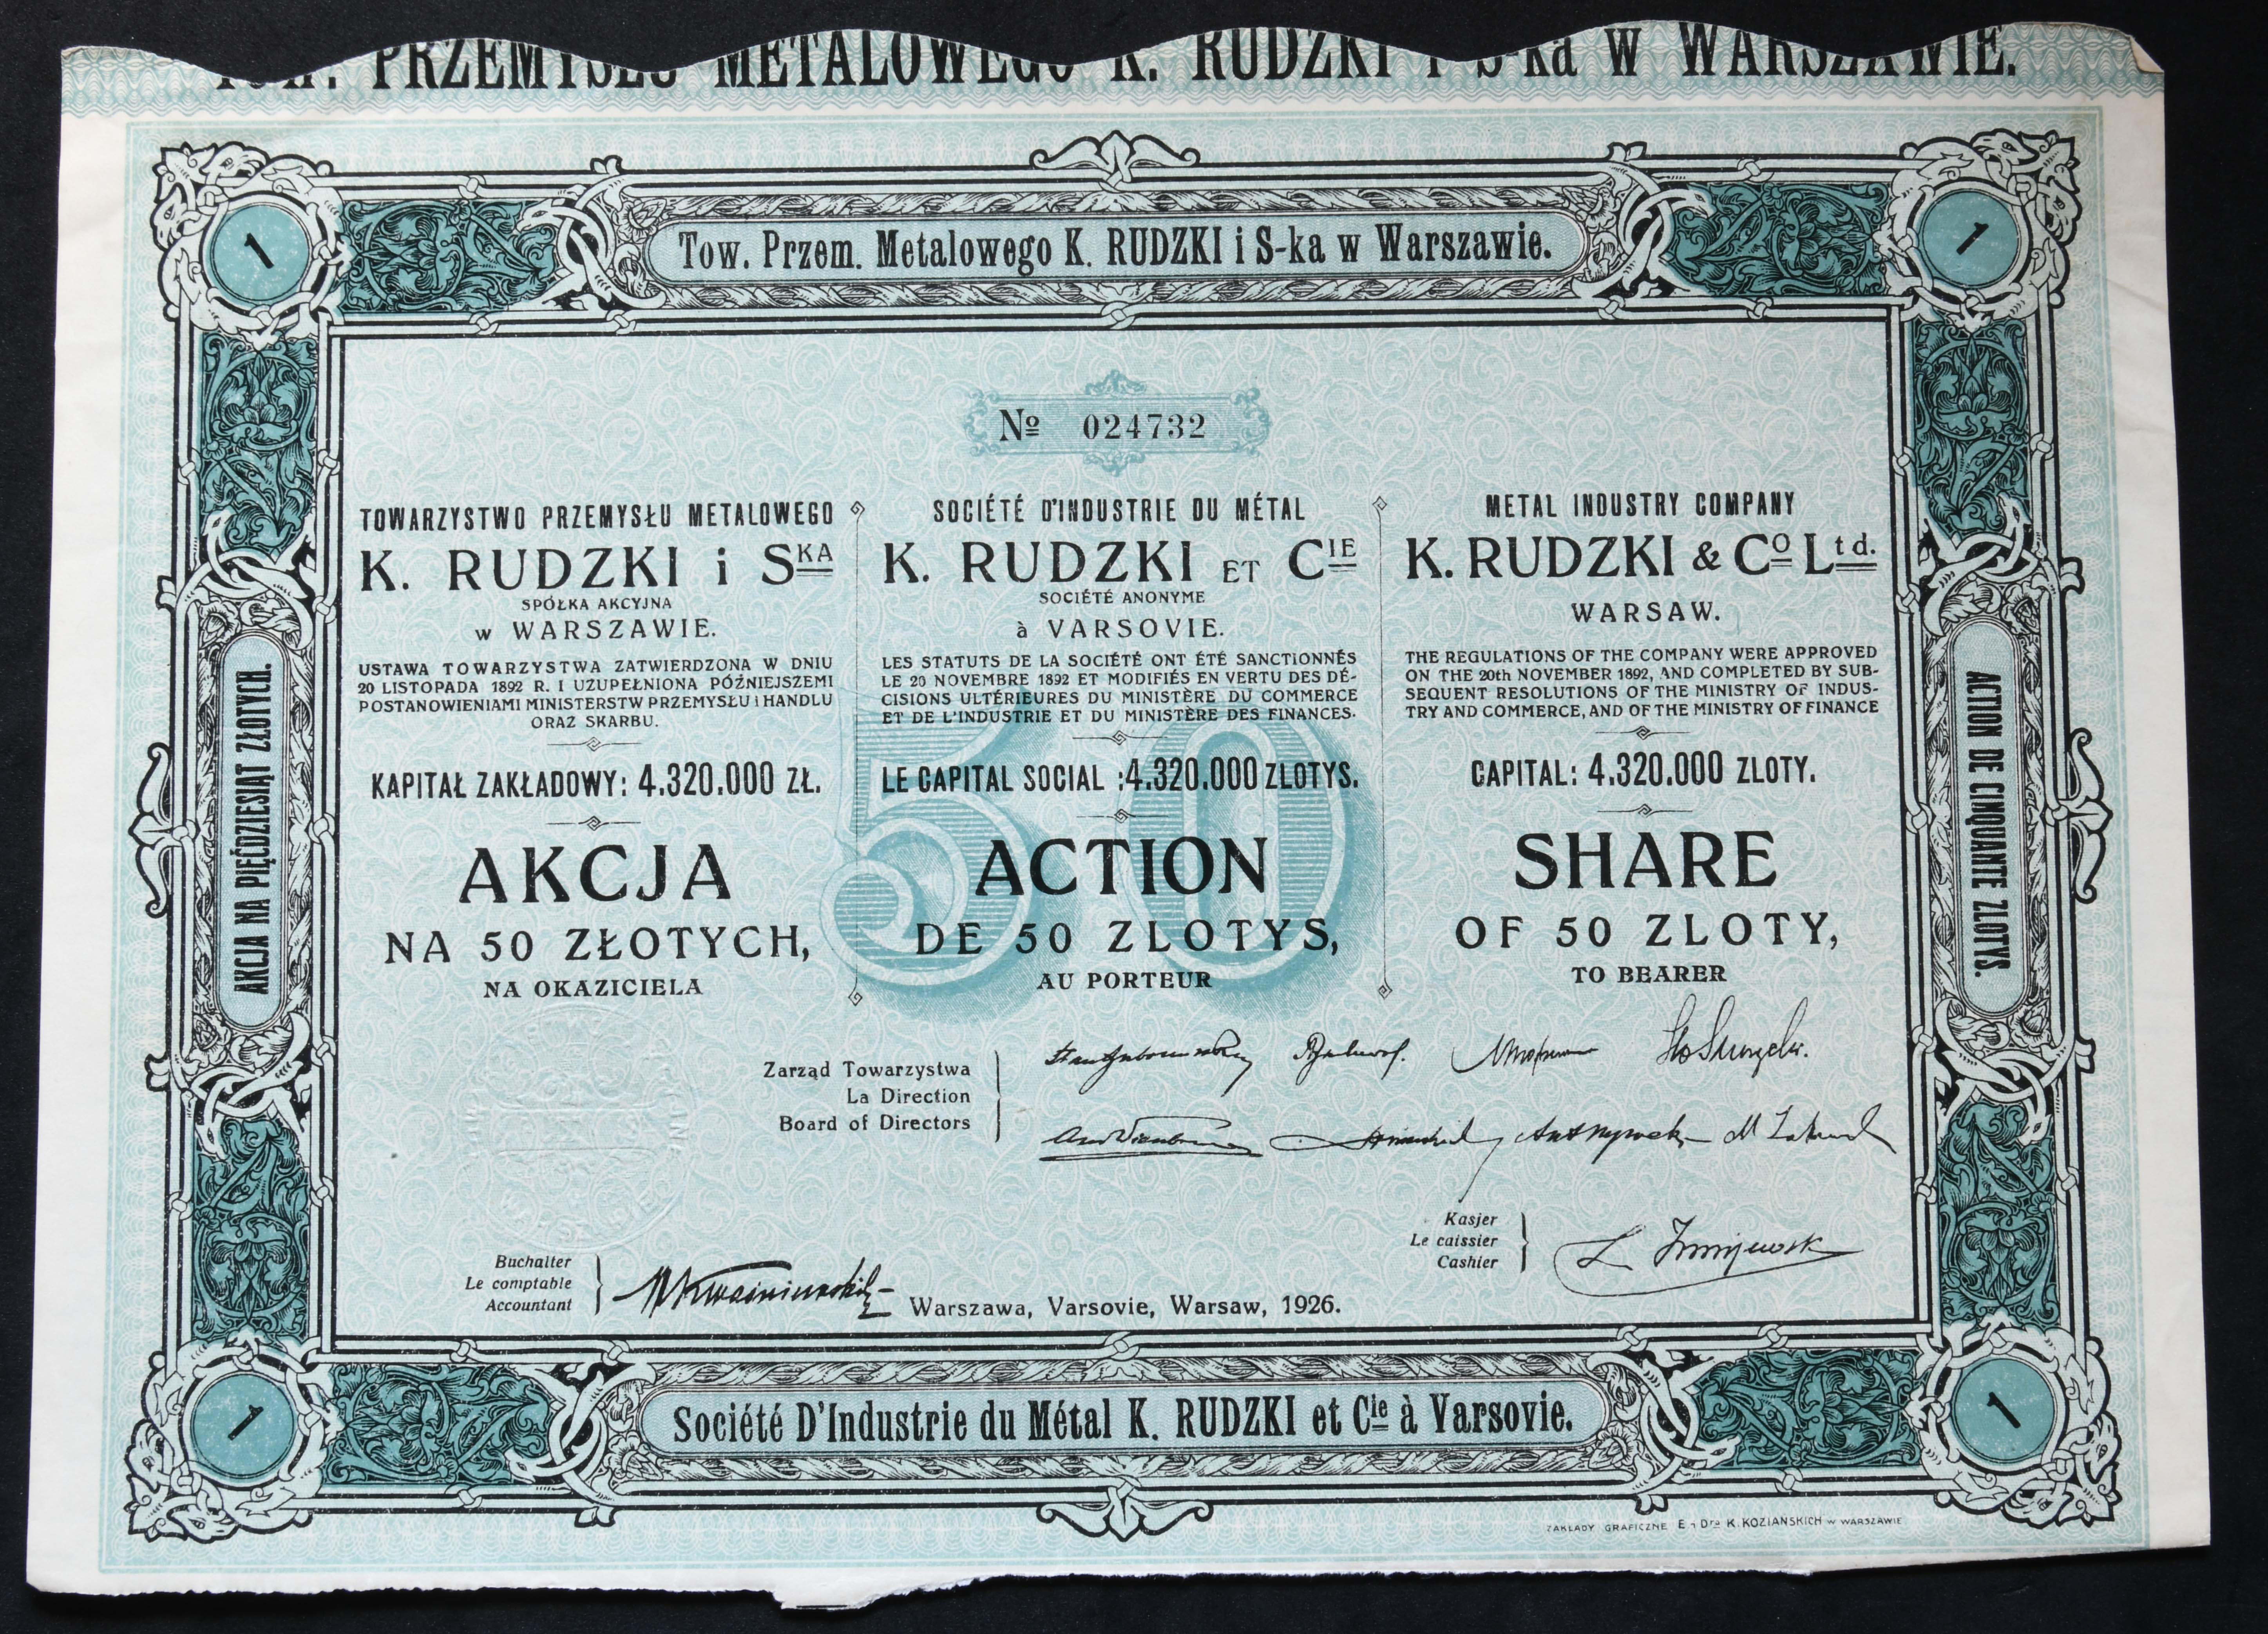 PRZEMYSŁU METALOWEGO K. RUDZKI i S-ka w WARSZAWIE.
1
Tow. Przem. Metalowego K. RUDZKI i S-ka w Warszawie.
1
No 024732
TOWARZYSTWO PRZEMYSŁU METALOWEGO
K. RUDZKI i SKA
SPÓŁKA AKCYJNA
w WARSZAWIE.
USTAWA TOWARZYSTWA ZATWIERDZONA W DNIU
20 LISTOPADA 1892 R. I UZUPEŁNIONA PÓŹNIEJSZEMI
POSTANOWIENIAMI MINISTERSTW PRZEMYSŁU I HANDLU
ORAZ SKARBU.
KAPITAŁ ZAKŁADOWY: 4.320.000 ZŁ.
AKCJA
NA 50 ZŁOTYCH,
NA OKAZICIELA
SOCIÉTÉ D'INDUSTRIE DU MÉTAL
K. RUDZKI ET CIE
SOCIÉTÉ ANONYME
à VARSOVIE.
LES STATUTS DE LA SOCIÉTÉ ONT ÉTÉ SANCTIONNÉS
LE 20 NOVEMBRE 1892 ET MODIFIÉS EN VERTU DES DÉ-
CISIONS ULTÉRIEURES DU MINISTÈRE DU COMMERCE
ET DE L'INDUSTRIE ET DU MINISTÈRE DES FINANCES.
LE CAPITAL SOCIAL :4.320.000 ZLOTYS.
50
ACTION
DE 50 ZLOTYS,
AU PORTEUR
METAL INDUSTRY COMPANY
K. RUDZKI & Co Ltd.
WARSAW.
THE REGULATIONS OF THE COMPANY WERE APPROVED
ON THE 20th NOVEMBER 1892, AND COMPLETED BY SUB-
SEQUENT RESOLUTIONS OF THE MINISTRY OF INDUS-
TRY AND COMMERCE, AND OF THE MINISTRY OF FINANCE
CAPITAL: 4.320.000 ZLOTY.
SHARE
OF 50 ZLOTY,
TO BEARER
AKCJA NA PIĘĆDZIESIĄT ZŁOTYCH.
ACTION DE CINQUANTE ZLOTYS.
Zarząd Towarzystwa
La Direction
Board of Directors
Kasjer
Le caissier
Cashier
Buchalter
Le comptable
Accountant
Warszawa, Varsovie, Warsaw, 1926.
1
Société D'Industrie du Métal K. RUDZKI et Cie à Varsovie.
1
ZAKŁADY GRAFICZNE E i Dra K. KOZIAŃSKICH w WARSZAWIE